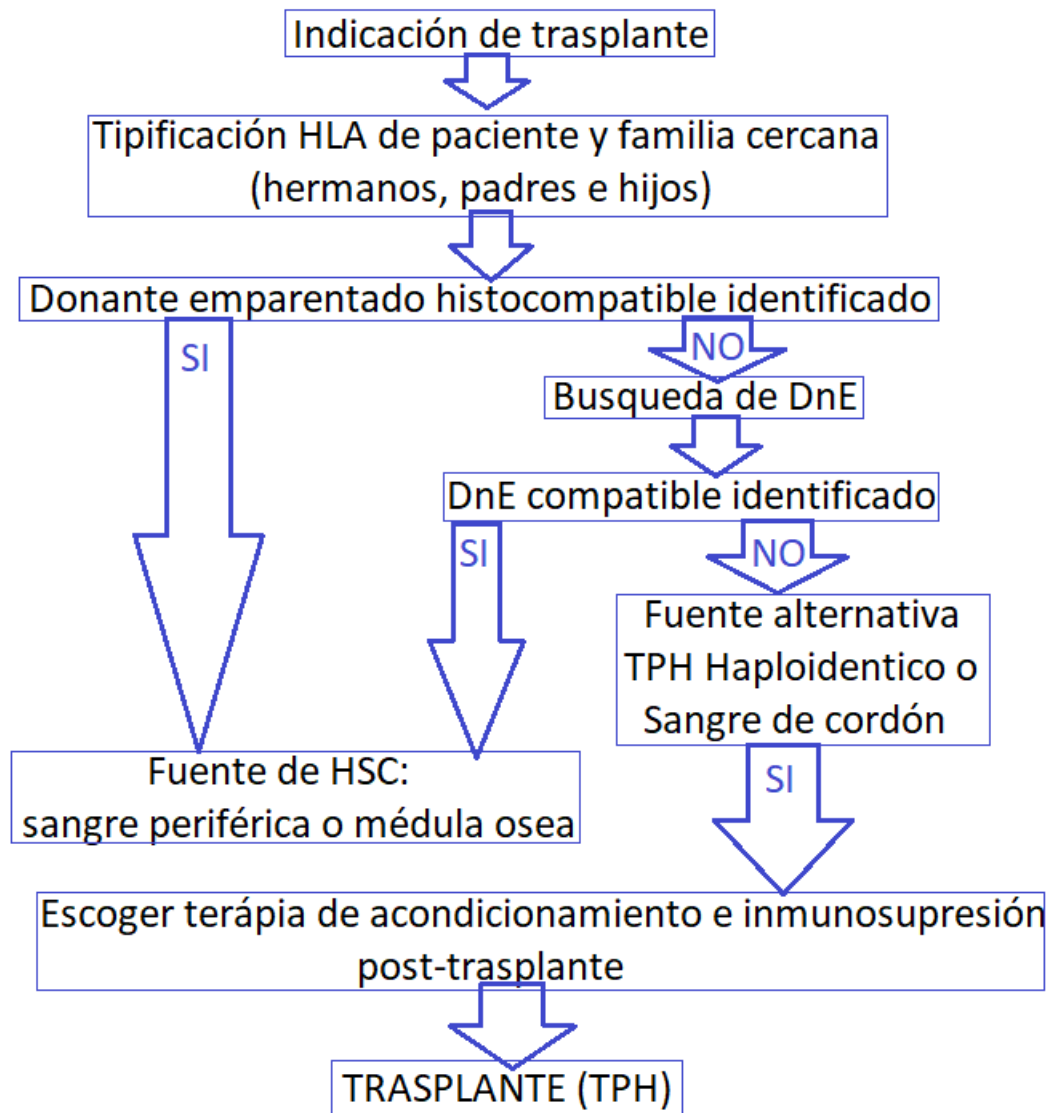 Indicación de trasplante
Tipificación HLA de paciente y familia cercana
(hermanos, padres e hijos)
Donante emparentado histocompatible identificado
SI
NO
Busqueda de DnE
DnE compatible identificado
SI
NO
Fuente alternativa
TPH Haploidentico o
Sangre de cordón
SI
Fuente de HSC:
sangre periférica o médula osea
Escoger terápia de acondicionamiento e inmunosupresión
post-trasplante
TRASPLANTE (TPH)